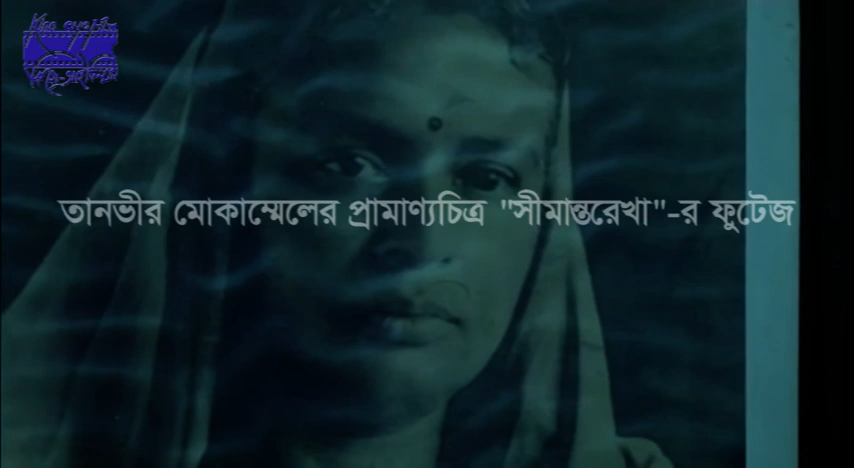 তানভীর মোকাম্মেলের প্রামাণ্যচিত্র "সীমান্তরেখা"-র ফুটেজ